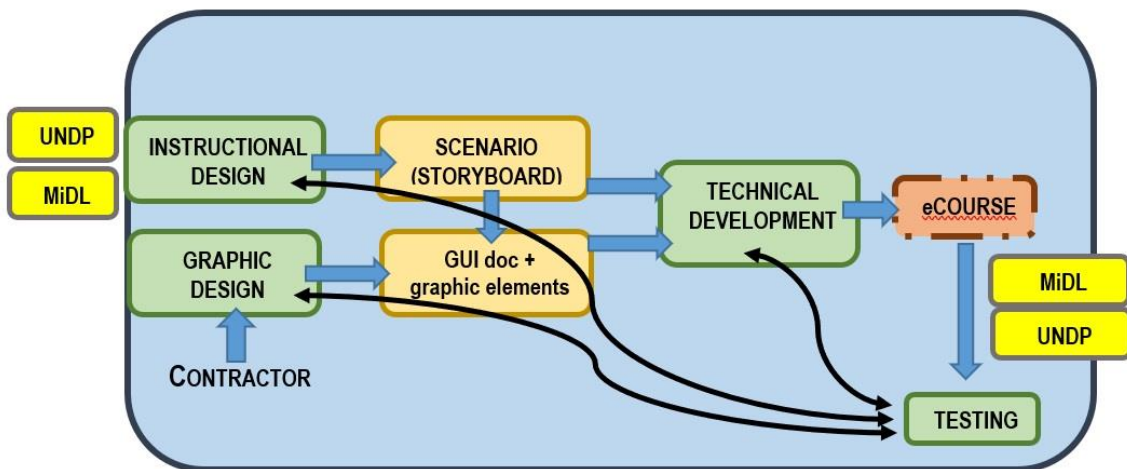 UNDP
MiDL
INSTRUCTIONAL
DESIGN
SCENARIO
(STORYBOARD)
TECHNICAL
DEVELOPMENT
eCOURSE
GRAPHIC
DESIGN
GUI doc +
graphic elements
MiDL
UNDP
CONTRACTOR
TESTING